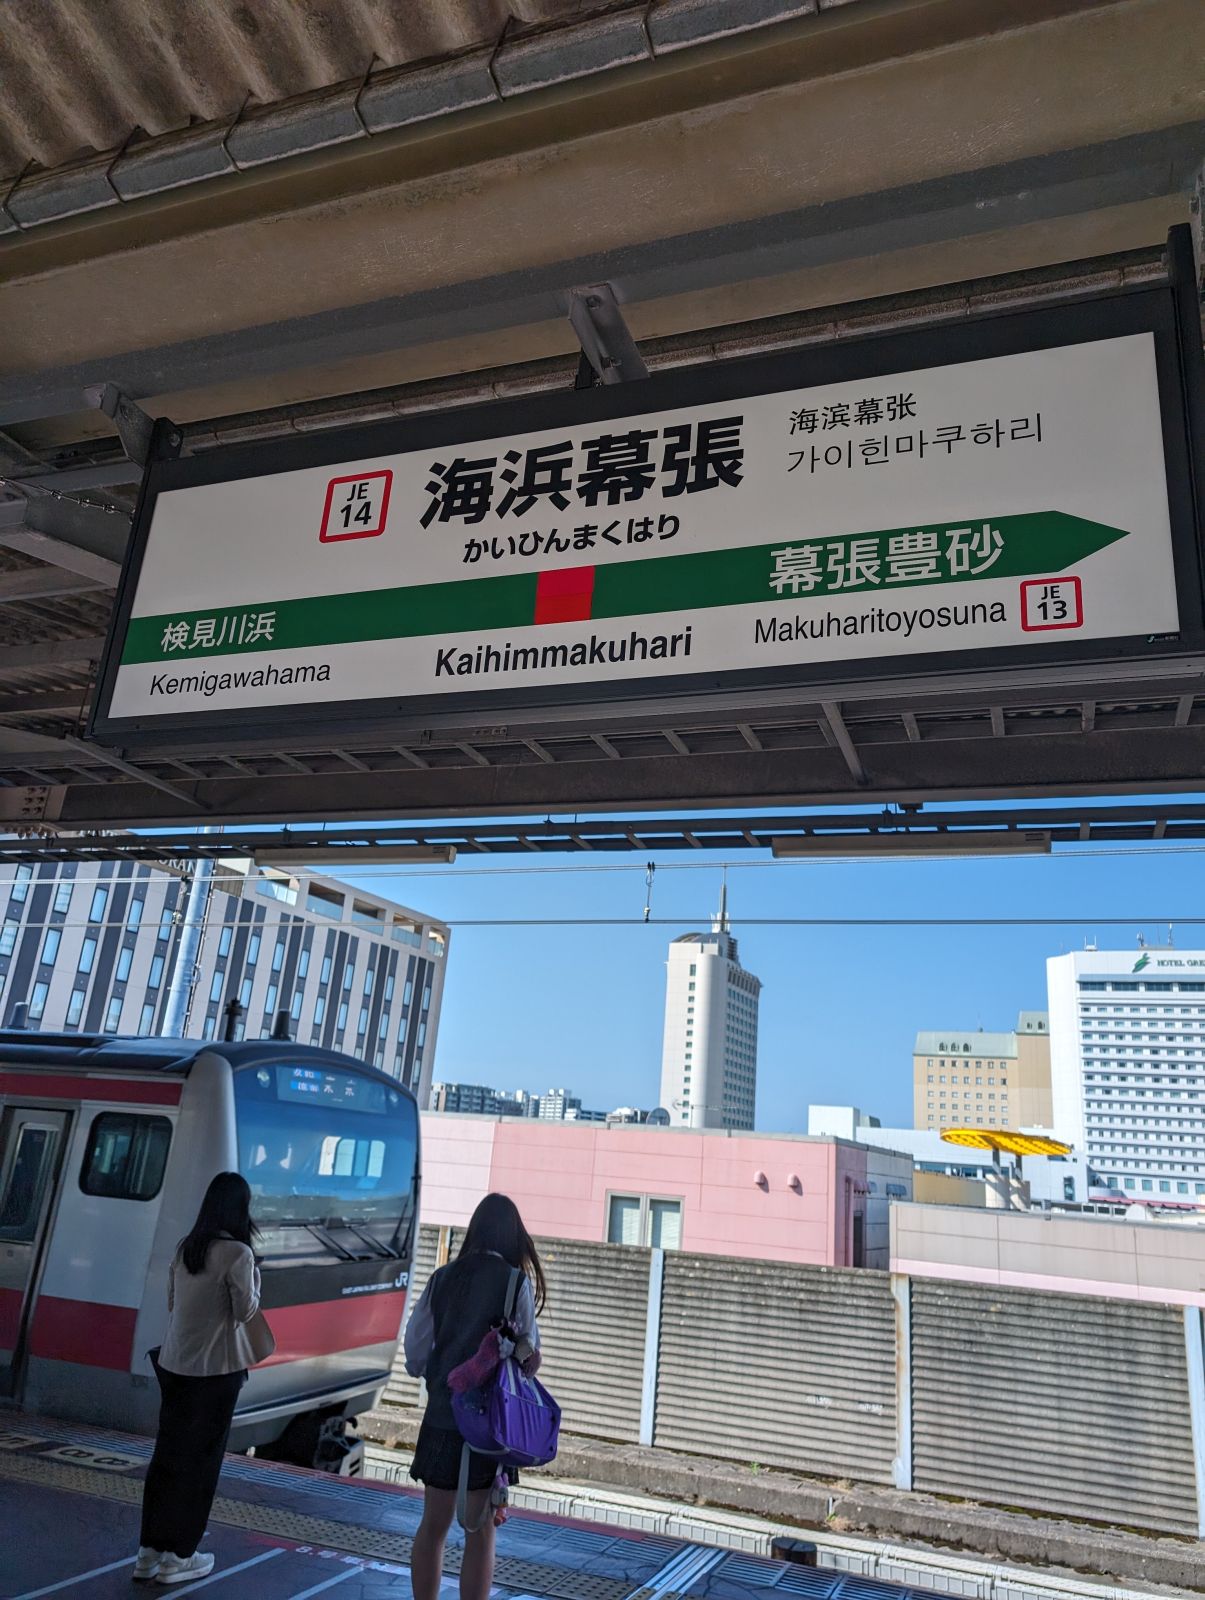 JE
14
海浜幕張
海滨幕张
가이힌마쿠하리
かいひんまくはり
検見川浜
幕張豊砂
Kemigawahama
Kaihimmakuhari
Makuharitoyosuna
JE
13
HOTEL GRE
JR